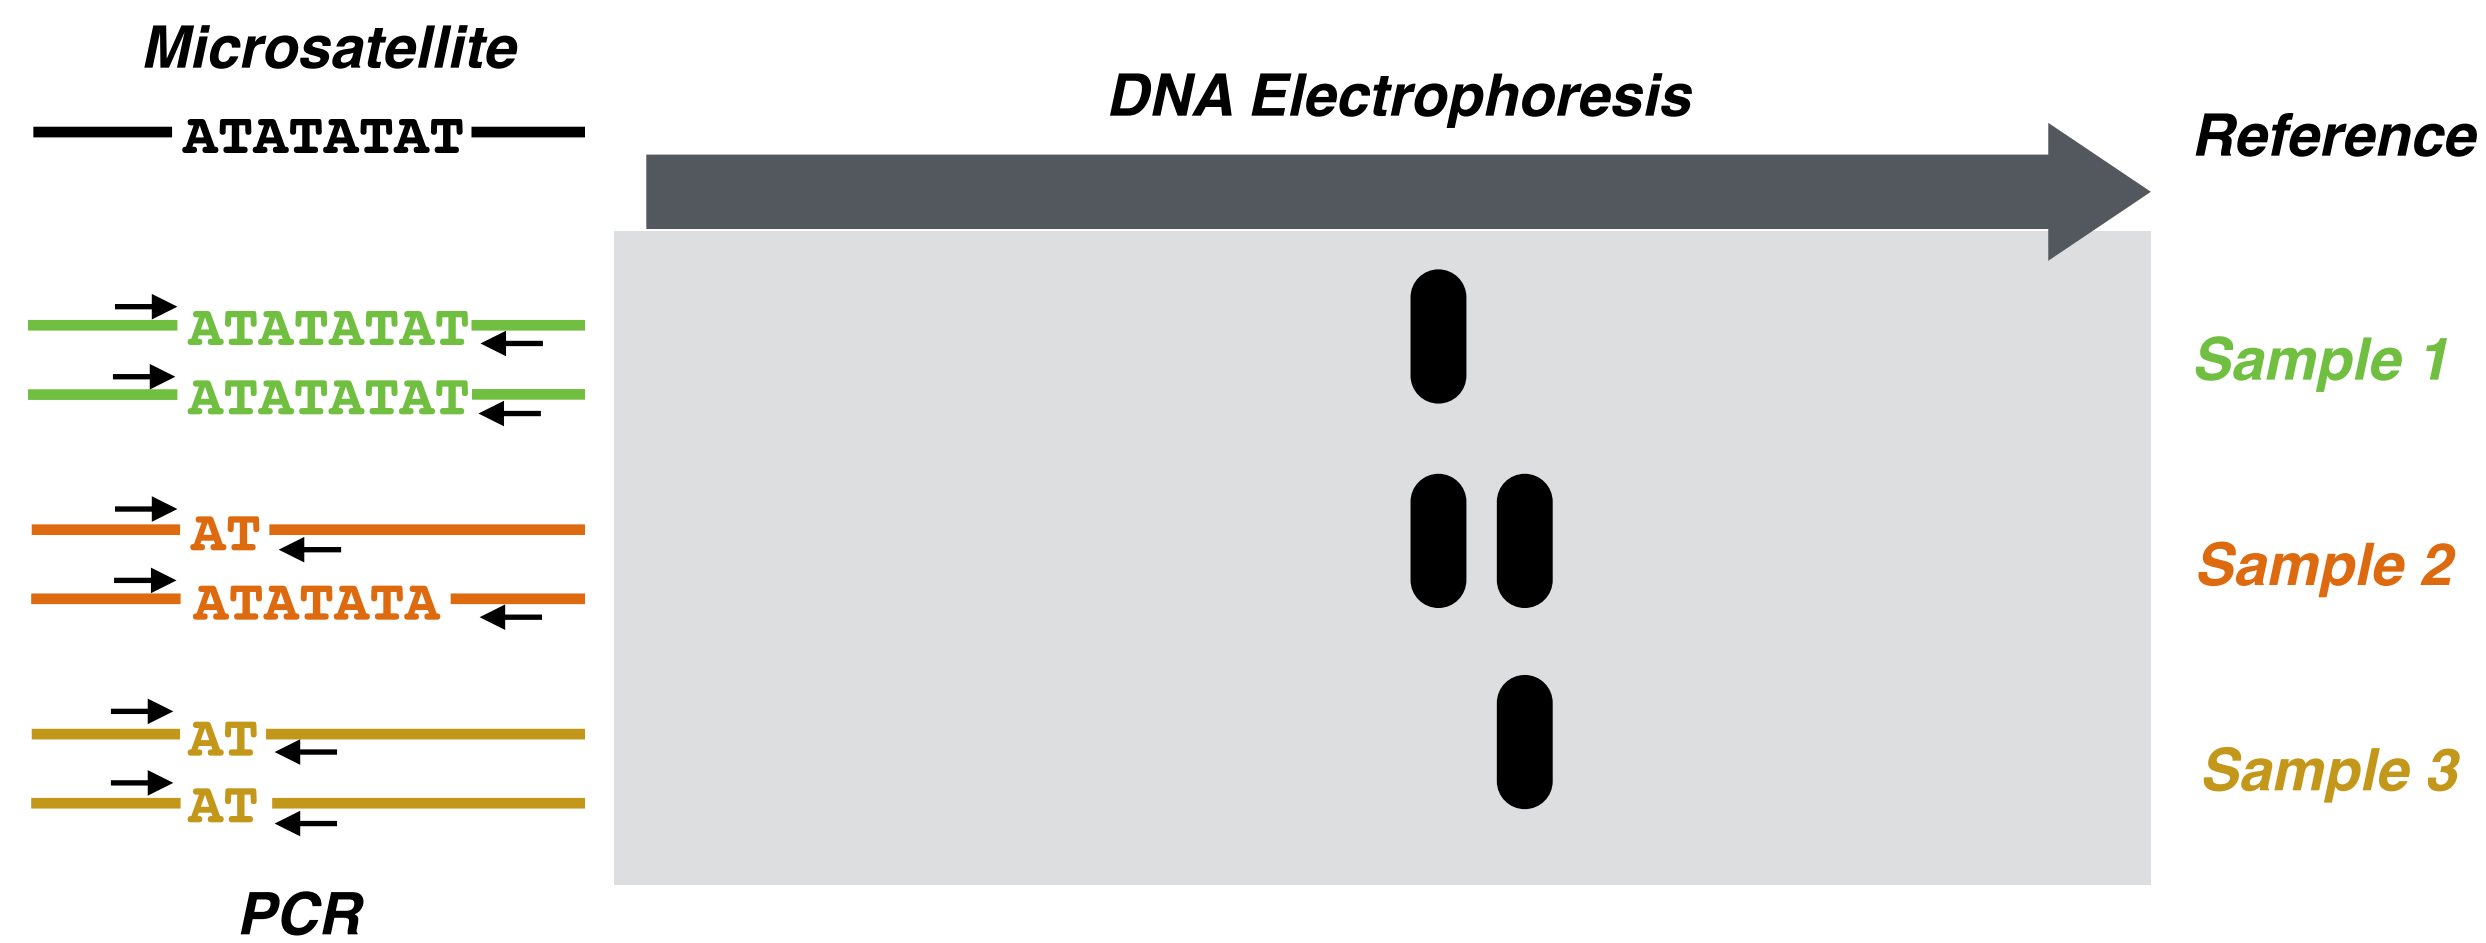 Microsatellite
ATATATAT
DNA Electrophoresis
Reference
ATATATAT
ATATATAT
Sample 1
AT
ATATATA
Sample 2
AT
AT
Sample 3
PCR